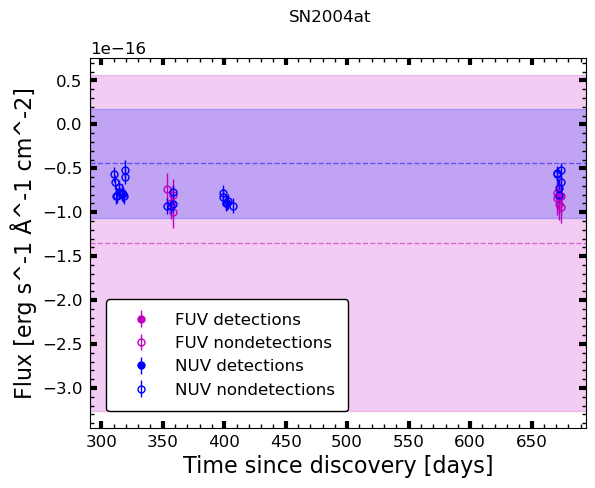 SN2004at
1e−16
Flux [erg s^-1 Å^-1 cm^-2]
0.5
0.0
−0.5
−1.0
−1.5
−2.0
−2.5
−3.0
FUV detections
FUV nondetections
NUV detections
NUV nondetections
300 350 400 450 500 550 600 650
Time since discovery [days]